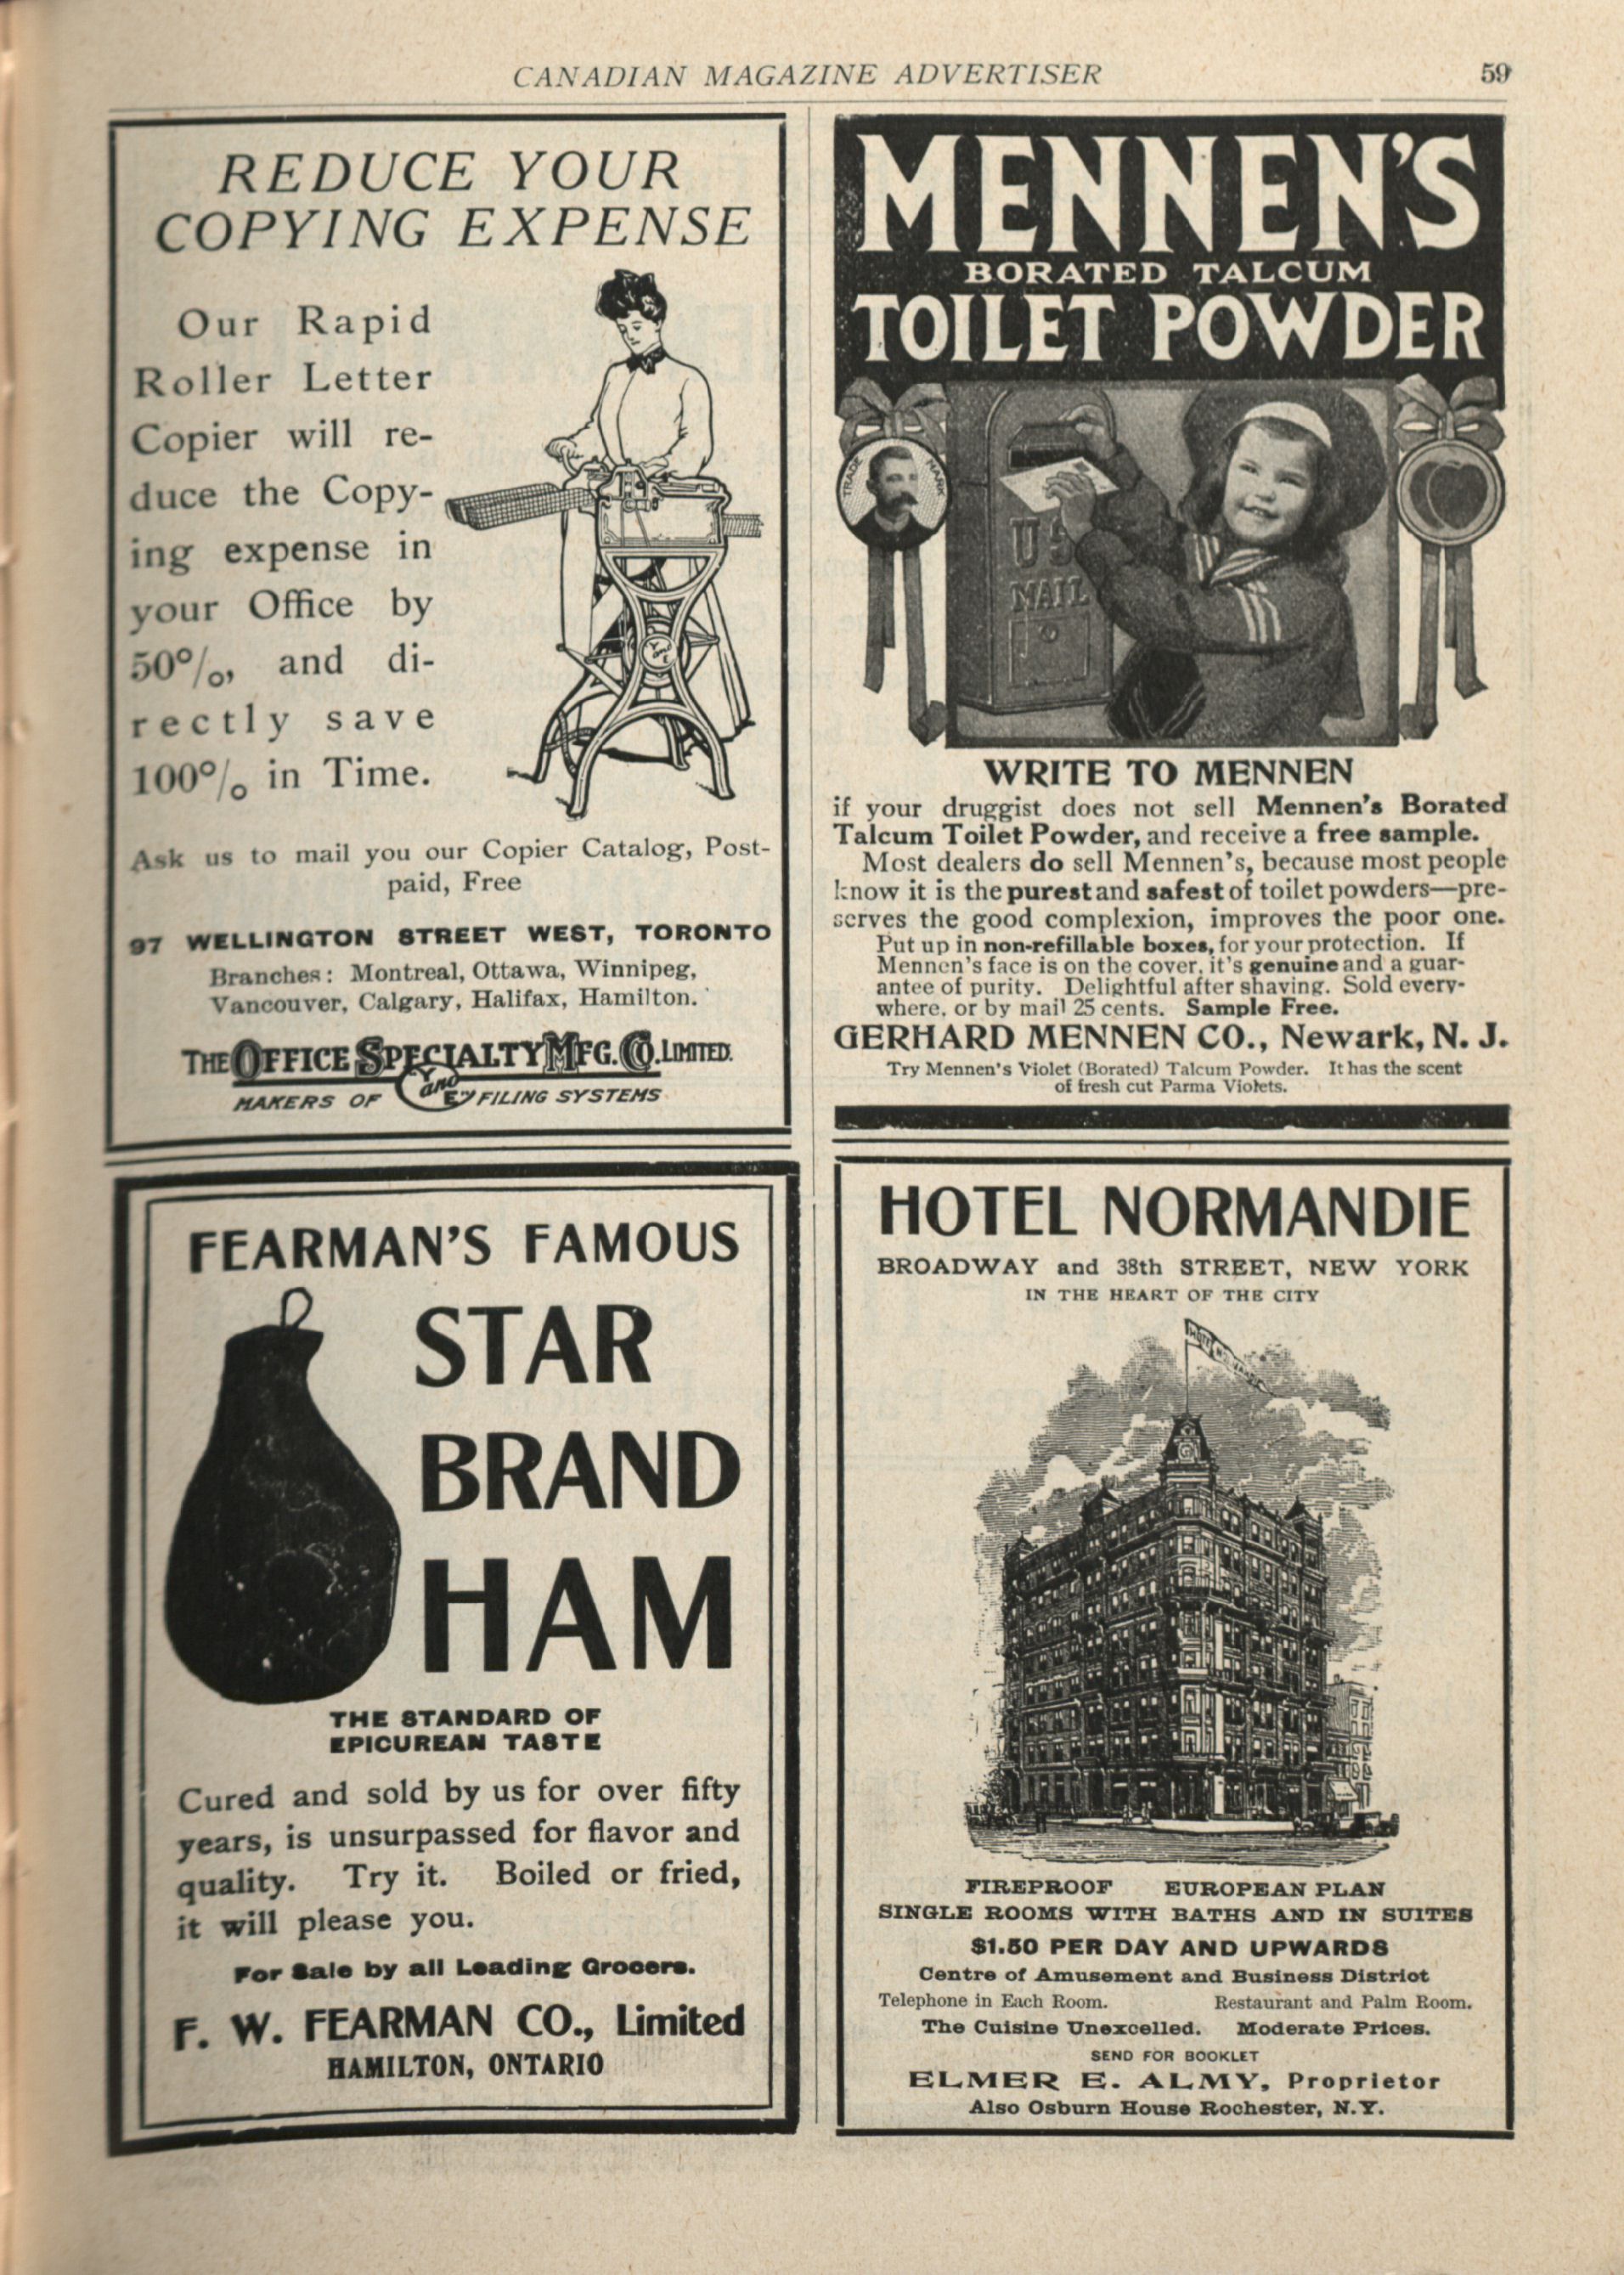 CANADIAN MAGAZINE ADVERTISER 59
REDUCE YOUR
COPYING EXPENSE
Our Rapid
Roller Letter
Copier will re-
duce the Copy-
ing expense in
your Office by
50%, and di-
rectly save
100% in Time.
Ask us to mail you our Copier Catalog, Post-
paid, Free
97 WELLINGTON STREET WEST, TORONTO
Branches: Montreal, Ottawa, Winnipeg,
Vancouver, Calgary, Halifax, Hamilton.
THE OFFICE SPECIALTY MFG. CO. LIMITED.
MAKERS OF Y and E FILING SYSTEMS
MENNEN'S
BORATED TALCUM
TOILET POWDER
TRADE MARK
US
MAIL
WRITE TO MENNEN
if your druggist does not sell Mennen's Borated
Talcum Toilet Powder, and receive a free sample.
Most dealers do sell Mennen's, because most people
know it is the purest and safest of toilet powders—pre-
serves the good complexion, improves the poor one.
Put up in non-refillable boxes, for your protection. If
Mennen's face is on the cover, it's genuine and a guar-
antee of purity. Delightful after shaving. Sold every-
where, or by mail 25 cents. Sample Free.
GERHARD MENNEN CO., Newark, N. J.
Try Mennen's Violet (Borated) Talcum Powder. It has the scent
of fresh cut Parma Violets.
FEARMAN'S FAMOUS
STAR
BRAND
HAM
THE STANDARD OF
EPICUREAN TASTE
Cured and sold by us for over fifty
years, is unsurpassed for flavor and
quality. Try it. Boiled or fried,
it will please you.
For Sale by all Leading Grocers.
F. W. FEARMAN CO., Limited
HAMILTON, ONTARIO
HOTEL NORMANDIE
BROADWAY and 38th STREET, NEW YORK
IN THE HEART OF THE CITY
FIREPROOF EUROPEAN PLAN
SINGLE ROOMS WITH BATHS AND IN SUITES
$1.50 PER DAY AND UPWARDS
Centre of Amusement and Business District
Telephone in Each Room. Restaurant and Palm Room.
The Cuisine Unexcelled. Moderate Prices.
SEND FOR BOOKLET
ELMER E. ALMY, Proprietor
Also Osburn House Rochester, N.Y.